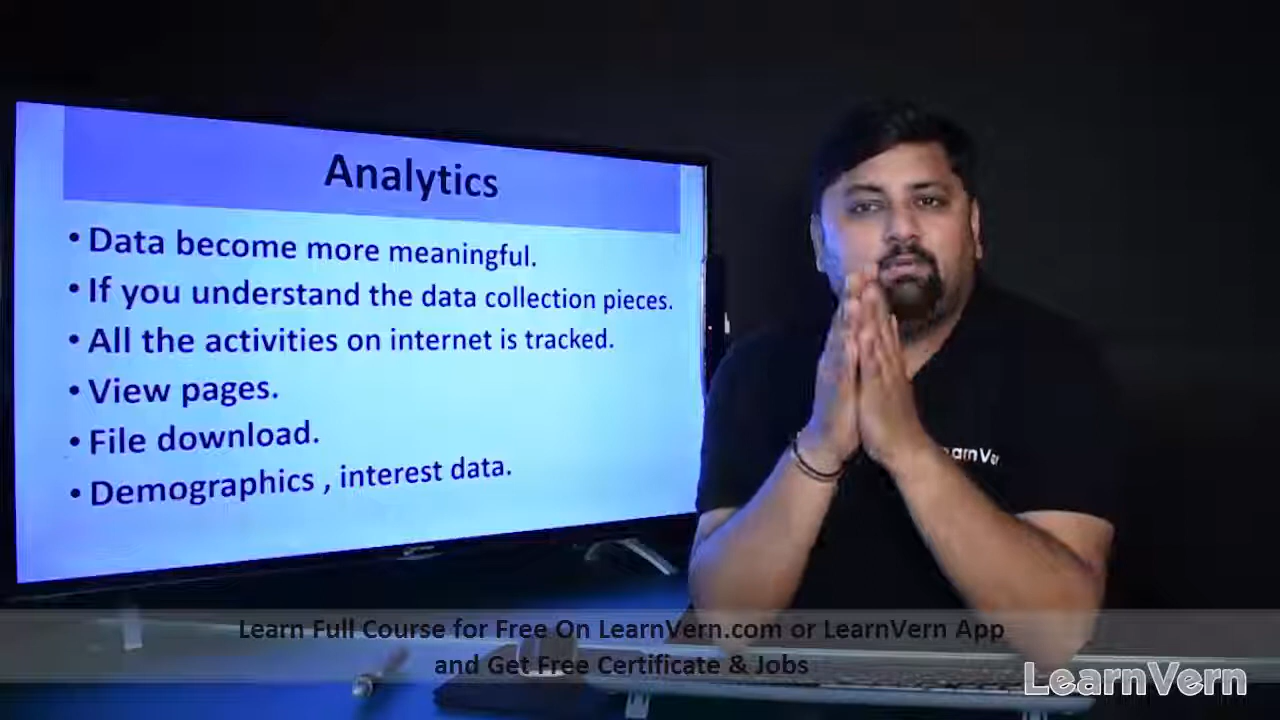 Analytics
• Data become more meaningful.
• If you understand the data collection pieces.
• All the activities on internet is tracked.
• View pages.
• File download.
• Demographics , interest data.
arnVe
Learn Full Course for Free On LearnVern.com or LearnVern App
and Get Free Certificate & Jobs
LearnVern